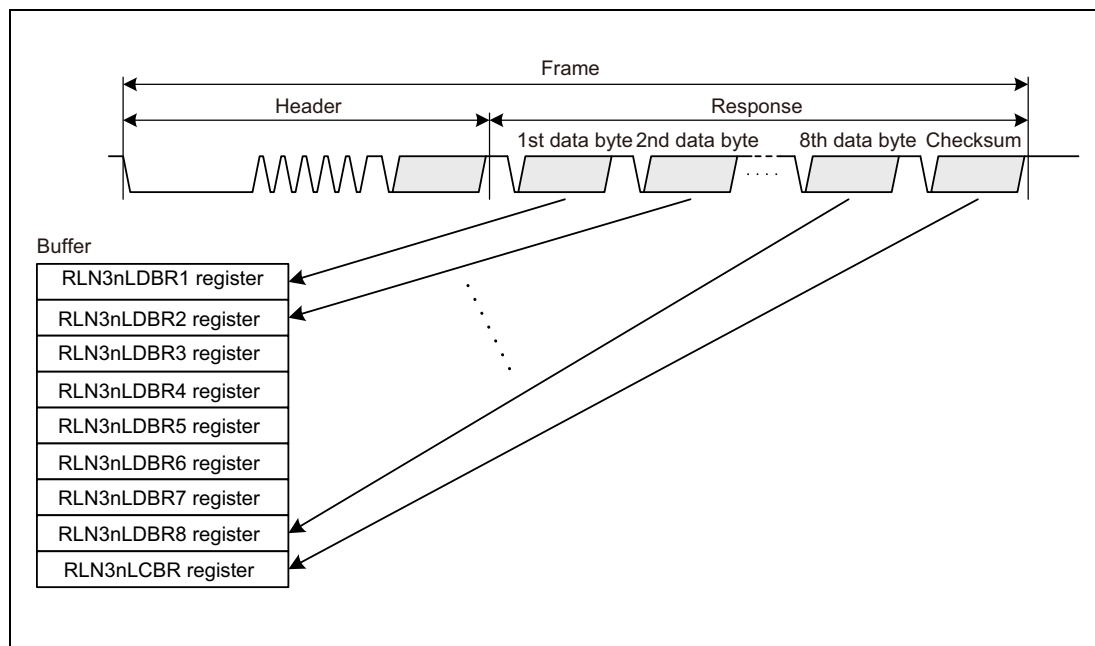 Frame
Header Response
1st data byte 2nd data byte 8th data byte Checksum
Buffer
RLN3nLDBR1 register
RLN3nLDBR2 register
RLN3nLDBR3 register
RLN3nLDBR4 register
RLN3nLDBR5 register
RLN3nLDBR6 register
RLN3nLDBR7 register
RLN3nLDBR8 register
RLN3nLCBR register